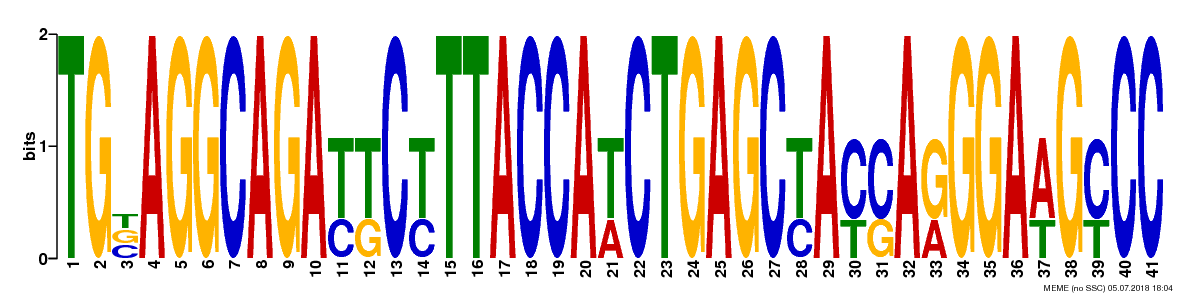 2
bits
1
0
TGTAGGCAGATTCTTTACCATCTGAGCTACCAGGGAAGCCC
GCGCACTGATT
C
1 2 3 4 5 6 7 8 9 10 11 12 13 14 15 16 17 18 19 20 21 22 23 24 25 26 27 28 29 30 31 32 33 34 35 36 37 38 39 40 41
MEME (no SSC) 05.07.2018 18:04